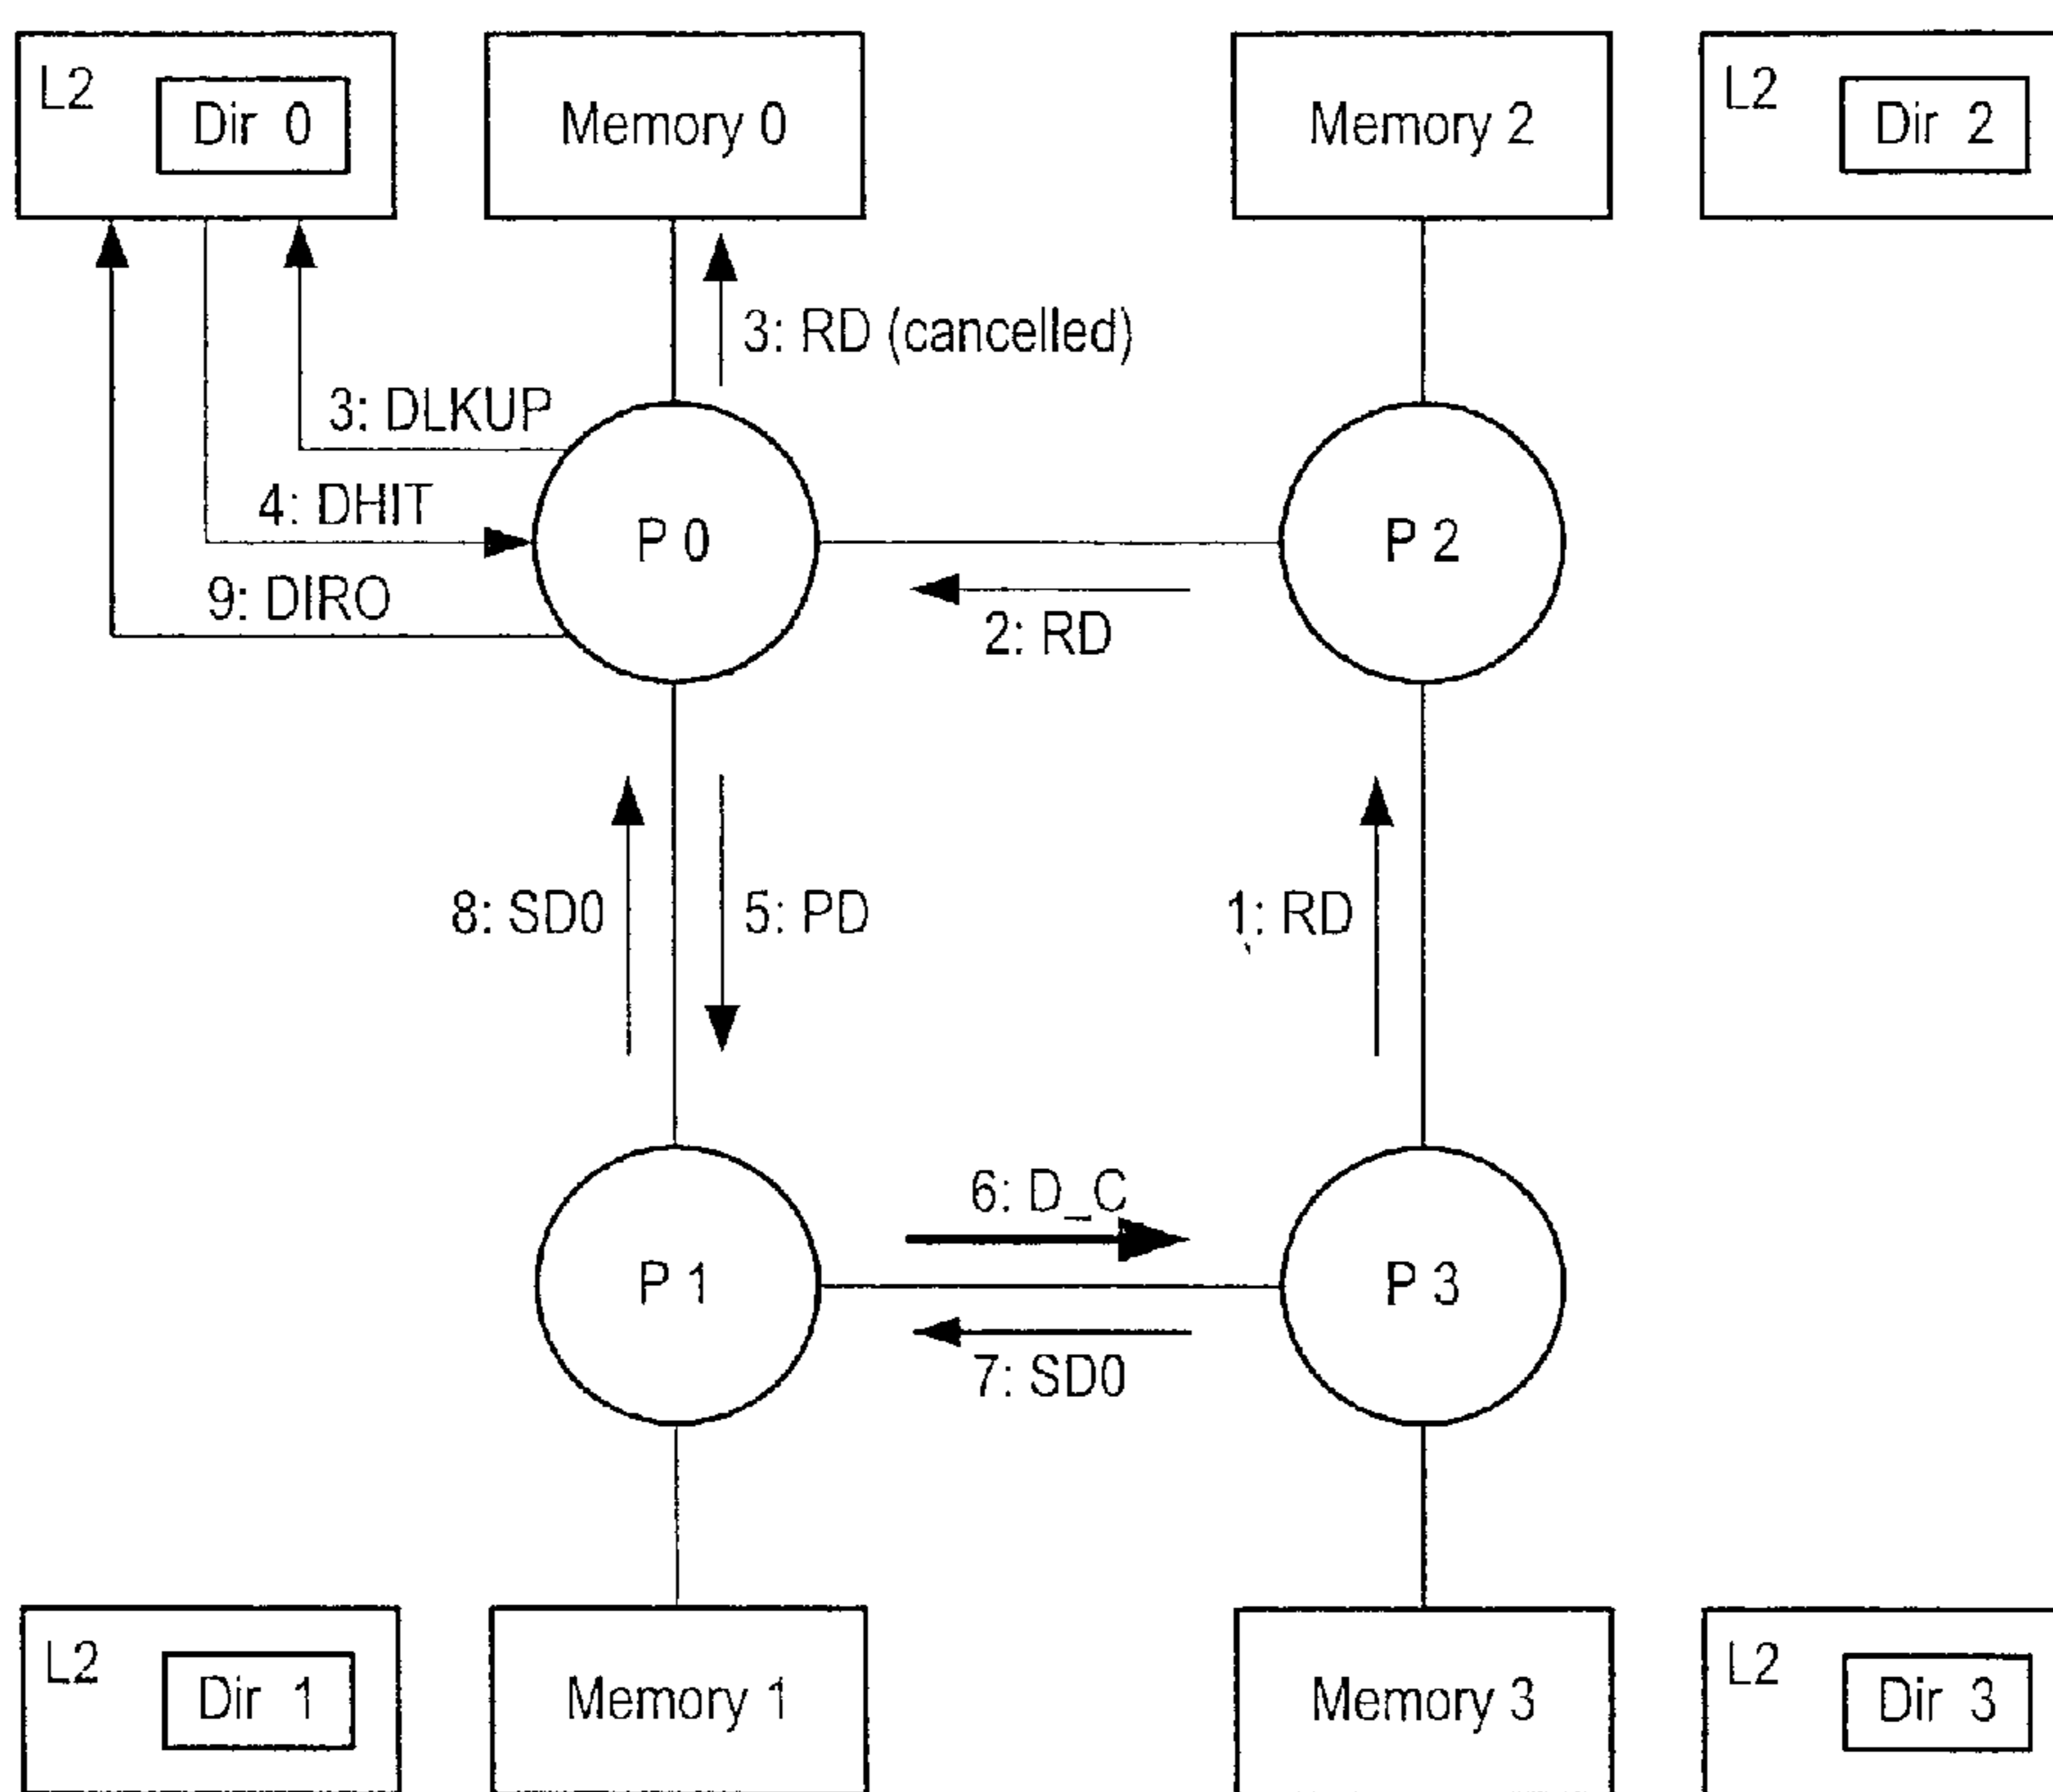 L2
Dir 0
Memory 0
Memory 2
L2
Dir 2
3: RD (cancelled)
3: DLKUP
4: DHIT
P 0
P 2
9: DIRO
2: RD
8: SD0
5: PD
1: RD
6: D_C
P 1
P 3
7: SD0
L2
Dir 1
Memory 1
Memory 3
L2
Dir 3